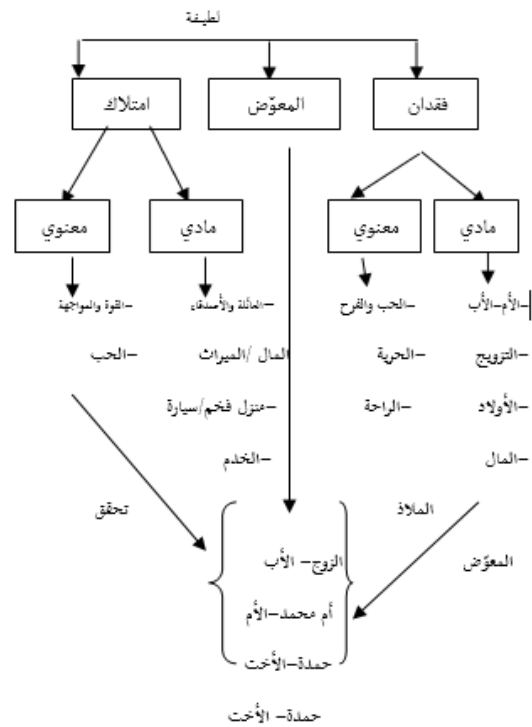 لطيفة
فقدان
المعوّض
امتلاك
مادي
معنوي
مادي
معنوي
-الأم-الأب
-الحب والفرح
-العائلة والأصدقاء
-القوة والمواجهة
-التزويج
الحرية
المال /الميراث
-الحب
-الأولاد
-الراحة
-منزل فخم/سيارة
-المال
-الخدم
الملاذ
تحقق
المعوّض
الزوج- الأب
أم محمد-الأم
حمدة-الأخت
حمدة- الأخت